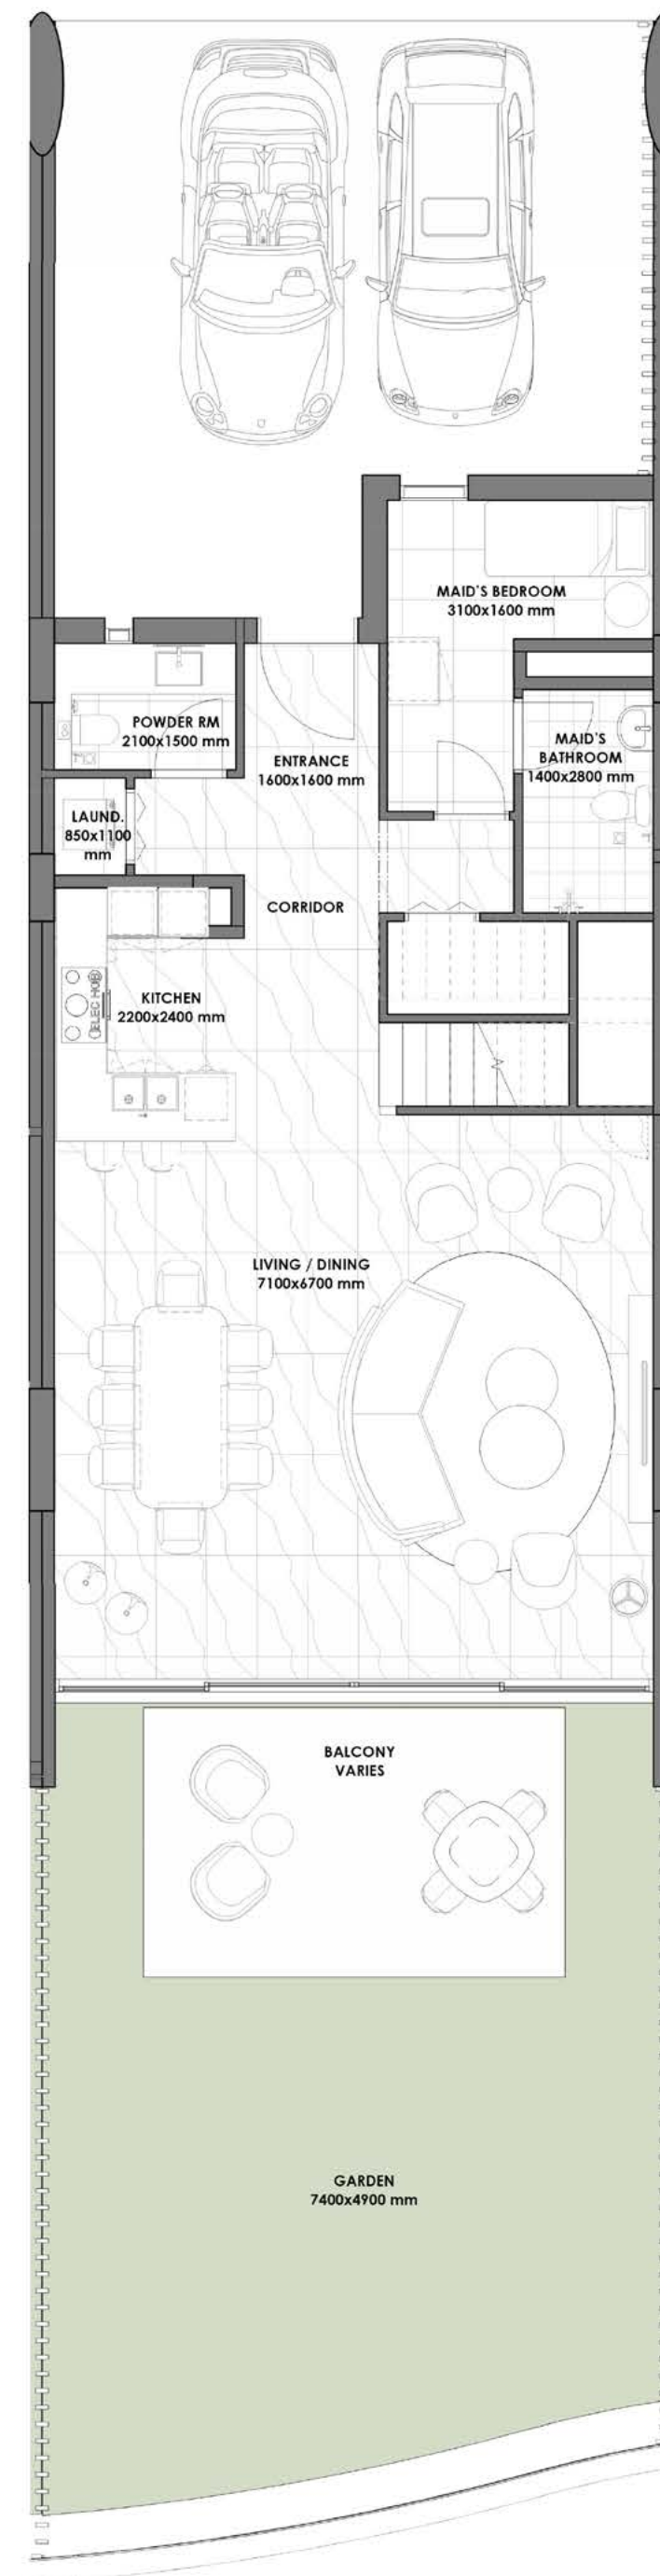 MAID'S BEDROOM
3100x1600 mm
POWDER RM
2100x1500 mm
MAID'S
BATHROOM
1400x2800 mm
ENTRANCE
1600x1600 mm
LAUND.
850x1100
mm
CORRIDOR
KITCHEN
2200x2400 mm
ELEC HOB
LIVING / DINING
7100x6700 mm
BALCONY
VARIES
GARDEN
7400x4900 mm